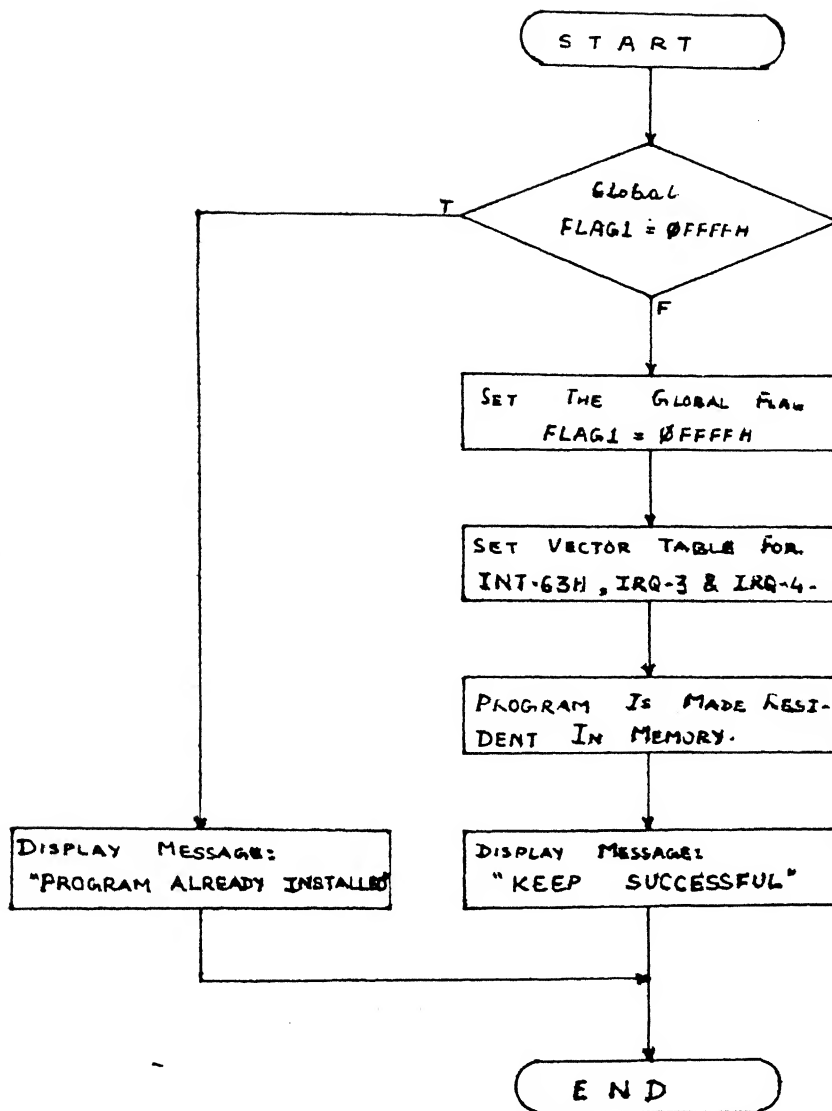 START
Global
FLAG1 = ØFFFFH
T
F
SET THE GLOBAL FLAG
FLAG1 = ØFFFFH
SET VECTOR TABLE FOR
INT-63H, IRQ-3 & IRQ-4.
PROGRAM IS MADE RESI-
DENT IN MEMORY.
DISPLAY MESSAGE:
"PROGRAM ALREADY INSTALLED"
DISPLAY MESSAGE:
"KEEP SUCCESSFUL"
END